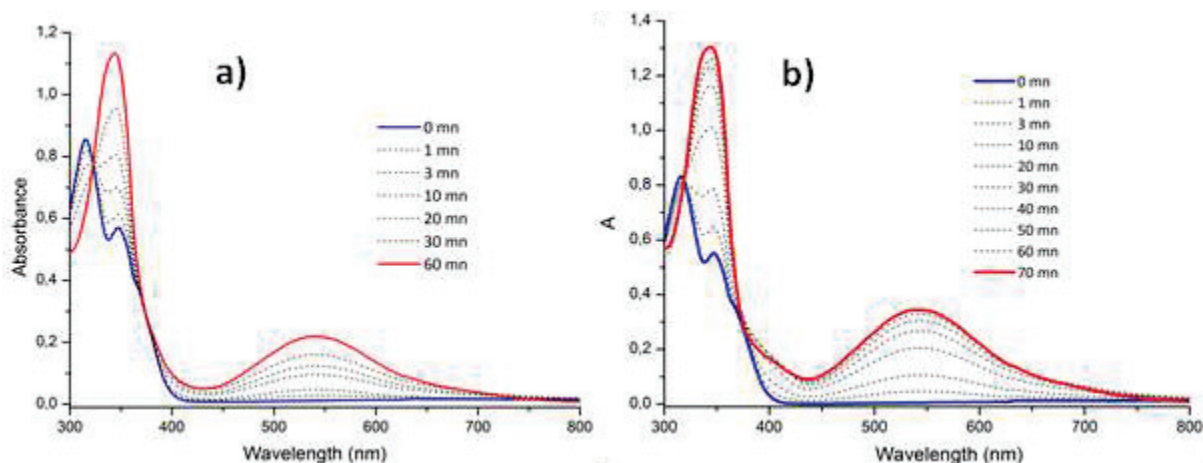 a)
Absorbance
1,2
1,0
0,8
0,6
0,4
0,2
0,0
300 400 500 600 700 800
Wavelength (nm)
0 mn
1 mn
3 mn
10 mn
20 mn
30 mn
60 mn
b)
A
1,4
1,2
1,0
0,8
0,6
0,4
0,2
0,0
300 400 500 600 700 800
Wavelength (nm)
0 mn
1 mn
3 mn
10 mn
20 mn
30 mn
40 mn
50 mn
60 mn
70 mn